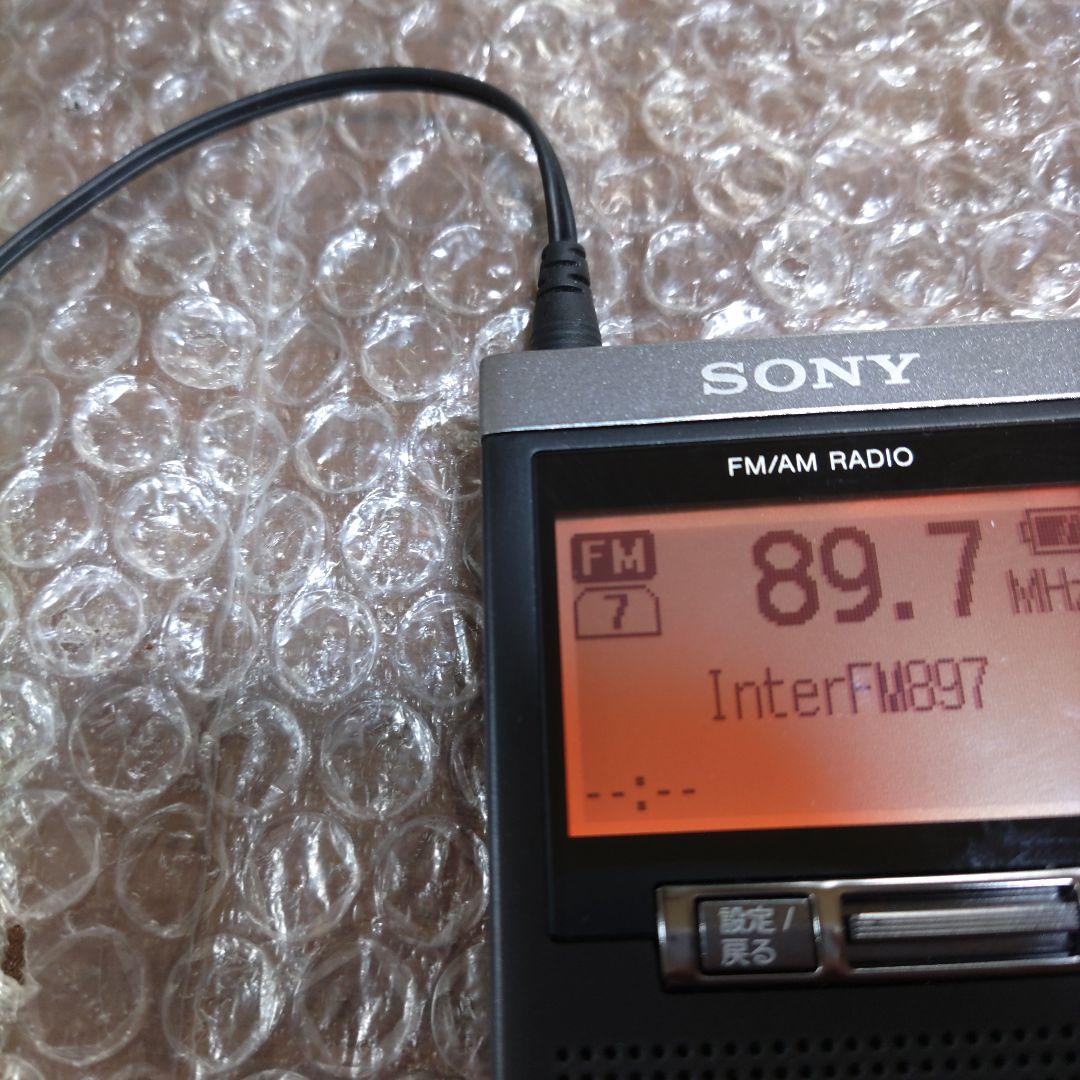 SONY
FM/AM RADIO
FM 89.7 MHz
7
InterFM897
--:--
設定/
戻る